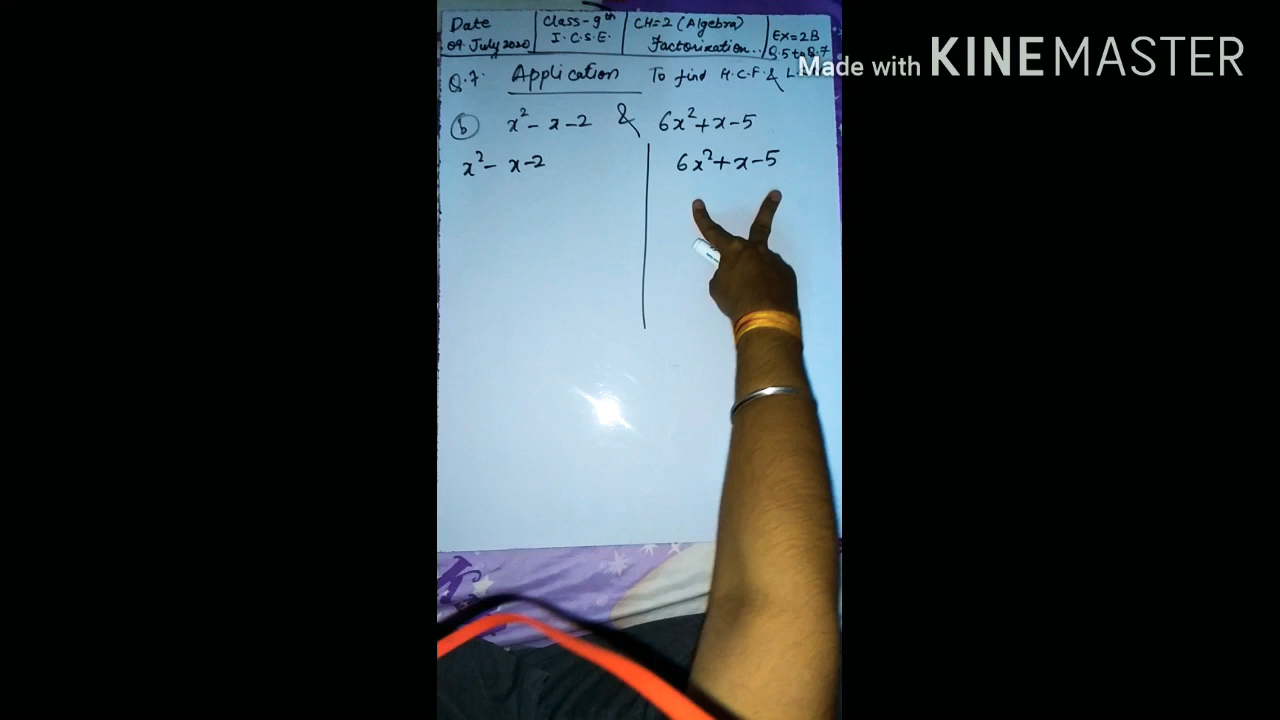 Date Class-9th CH=2 (Algebra) EX=2B
09 July 2020 I.C.S.E. Factorization.. Q.5 to Q.7
Made with KINEMASTER
Q.7. Application To find H.C.F. & L
(b) x² - x - 2 & 6x² + x - 5
x² - x - 2 6x² + x - 5